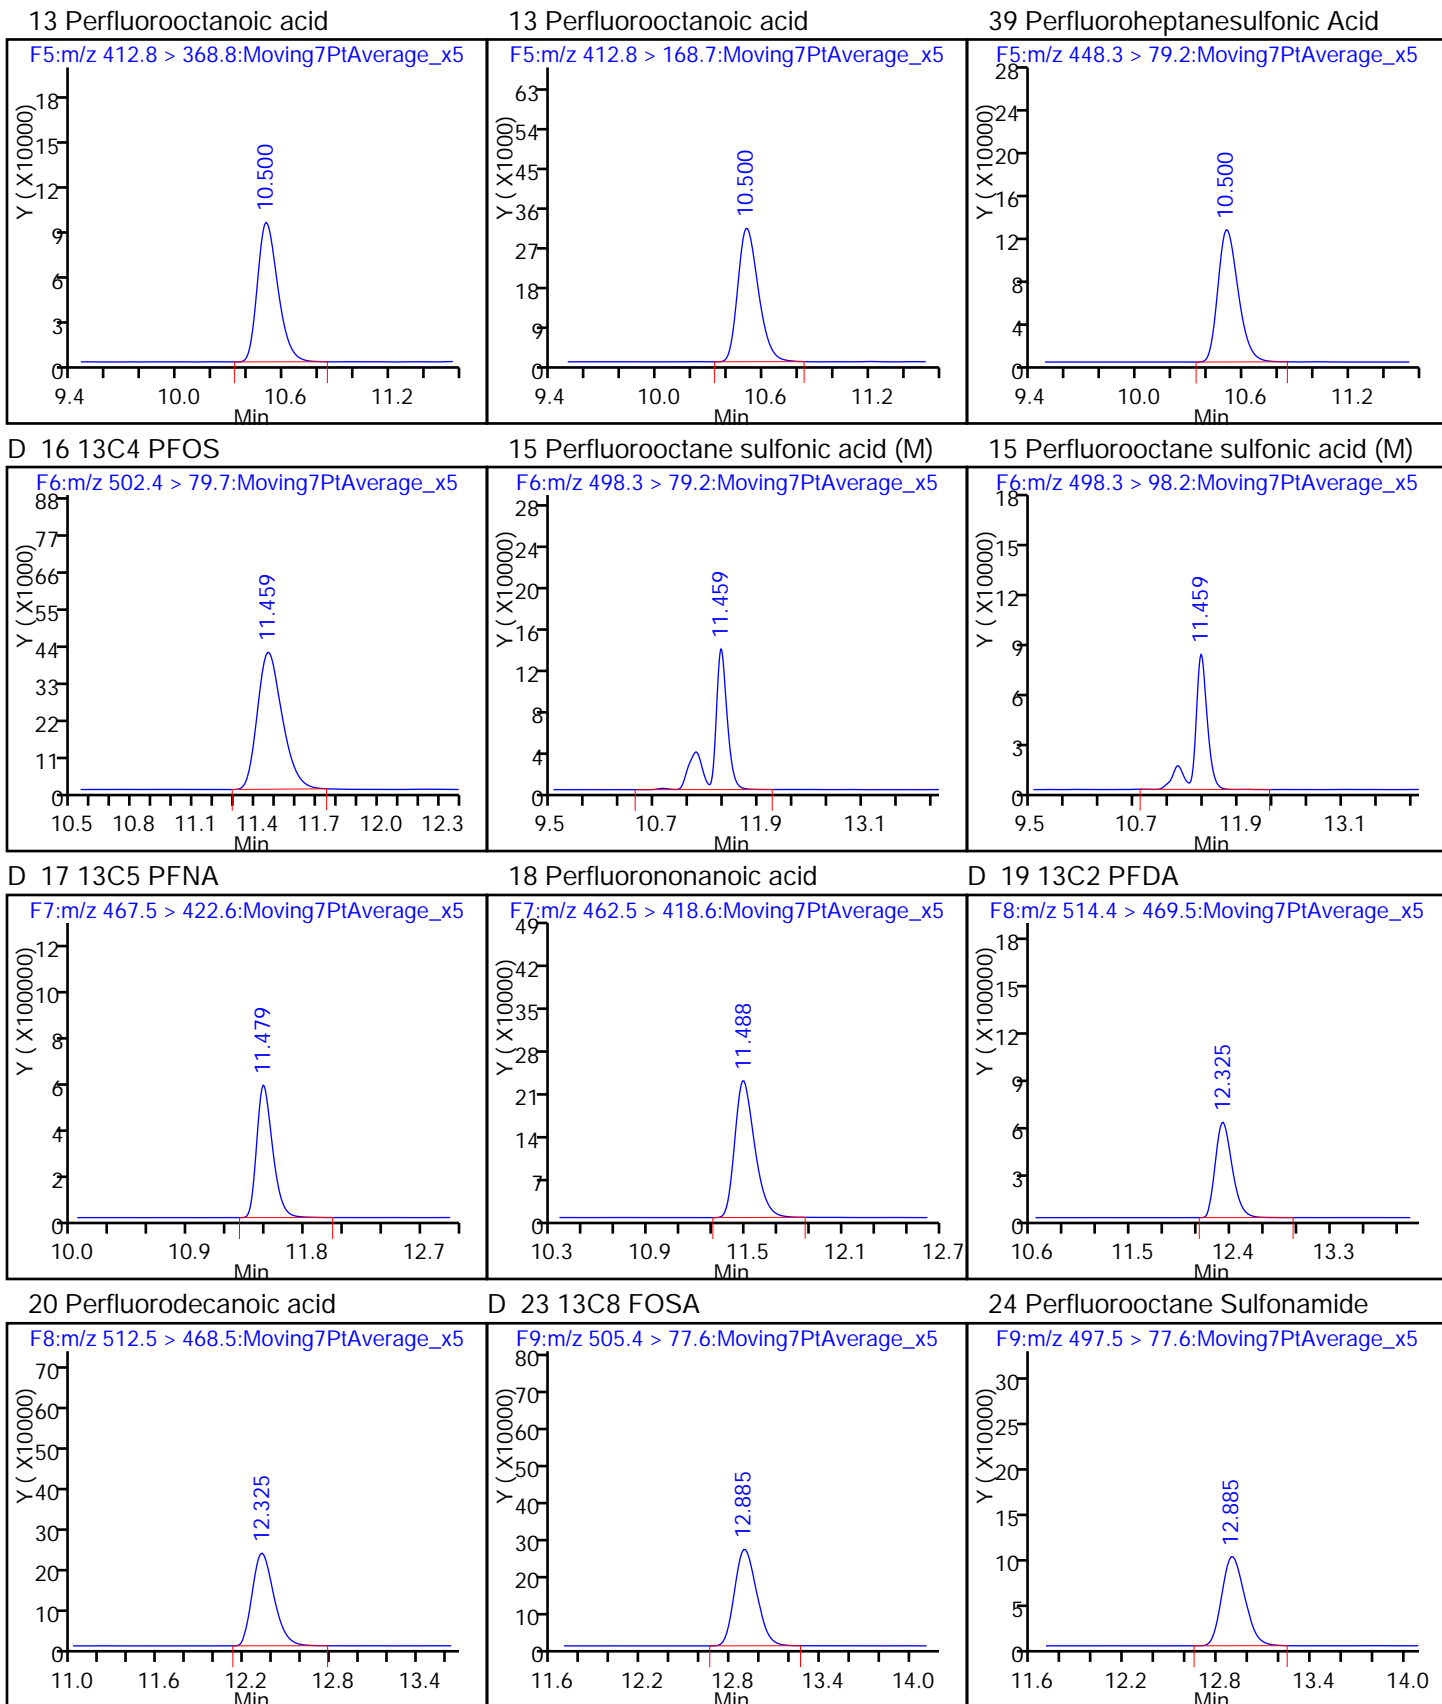 13 Perfluorooctanoic acid
F5:m/z 412.8 > 368.8:Moving7PtAverage_x5
Y ( X10000)
18
15
12
9
6
3
0
10.500
9.4 10.0 10.6 11.2
Min
13 Perfluorooctanoic acid
F5:m/z 412.8 > 168.7:Moving7PtAverage_x5
Y ( X1000)
63
54
45
36
27
18
9
0
10.500
9.4 10.0 10.6 11.2
Min
39 Perfluoroheptanesulfonic Acid
F5:m/z 448.3 > 79.2:Moving7PtAverage_x5
Y ( X10000)
28
24
20
16
12
8
4
0
10.500
9.4 10.0 10.6 11.2
Min
D 16 13C4 PFOS
F6:m/z 502.4 > 79.7:Moving7PtAverage_x5
Y ( X10000)
88
77
66
55
44
33
22
11
0
11.459
10.5 10.8 11.1 11.4 11.7 12.0 12.3
Min
15 Perfluorooctane sulfonic acid (M)
F6:m/z 498.3 > 79.2:Moving7PtAverage_x5
Y ( X10000)
28
24
20
16
12
8
4
0
11.459
9.5 10.7 11.9 13.1
Min
15 Perfluorooctane sulfonic acid (M)
F6:m/z 498.3 > 98.2:Moving7PtAverage_x5
Y ( X10000)
18
15
12
9
6
3
0
11.459
9.5 10.7 11.9 13.1
Min
D 17 13C5 PFNA
F7:m/z 467.5 > 422.6:Moving7PtAverage_x5
Y ( X100000)
12
10
8
6
4
2
0
11.479
10.0 10.9 11.8 12.7
Min
18 Perfluorononanoic acid
F7:m/z 462.5 > 418.6:Moving7PtAverage_x5
Y ( X10000)
49
42
35
28
21
14
7
0
11.488
10.3 10.9 11.5 12.1 12.7
Min
D 19 13C2 PFDA
F8:m/z 514.4 > 469.5:Moving7PtAverage_x5
Y ( X100000)
18
15
12
9
6
3
0
12.325
10.6 11.5 12.4 13.3
Min
20 Perfluorodecanoic acid
F8:m/z 512.5 > 468.5:Moving7PtAverage_x5
Y ( X10000)
70
60
50
40
30
20
10
0
12.325
11.0 11.6 12.2 12.8 13.4
Min
D 23 13C8 FOSA
F9:m/z 505.4 > 77.6:Moving7PtAverage_x5
Y ( X10000)
80
70
60
50
40
30
20
10
0
12.885
11.6 12.2 12.8 13.4 14.0
Min
24 Perfluorooctane Sulfonamide
F9:m/z 497.5 > 77.6:Moving7PtAverage_x5
Y ( X10000)
30
25
20
15
10
5
0
12.885
11.6 12.2 12.8 13.4 14.0
Min